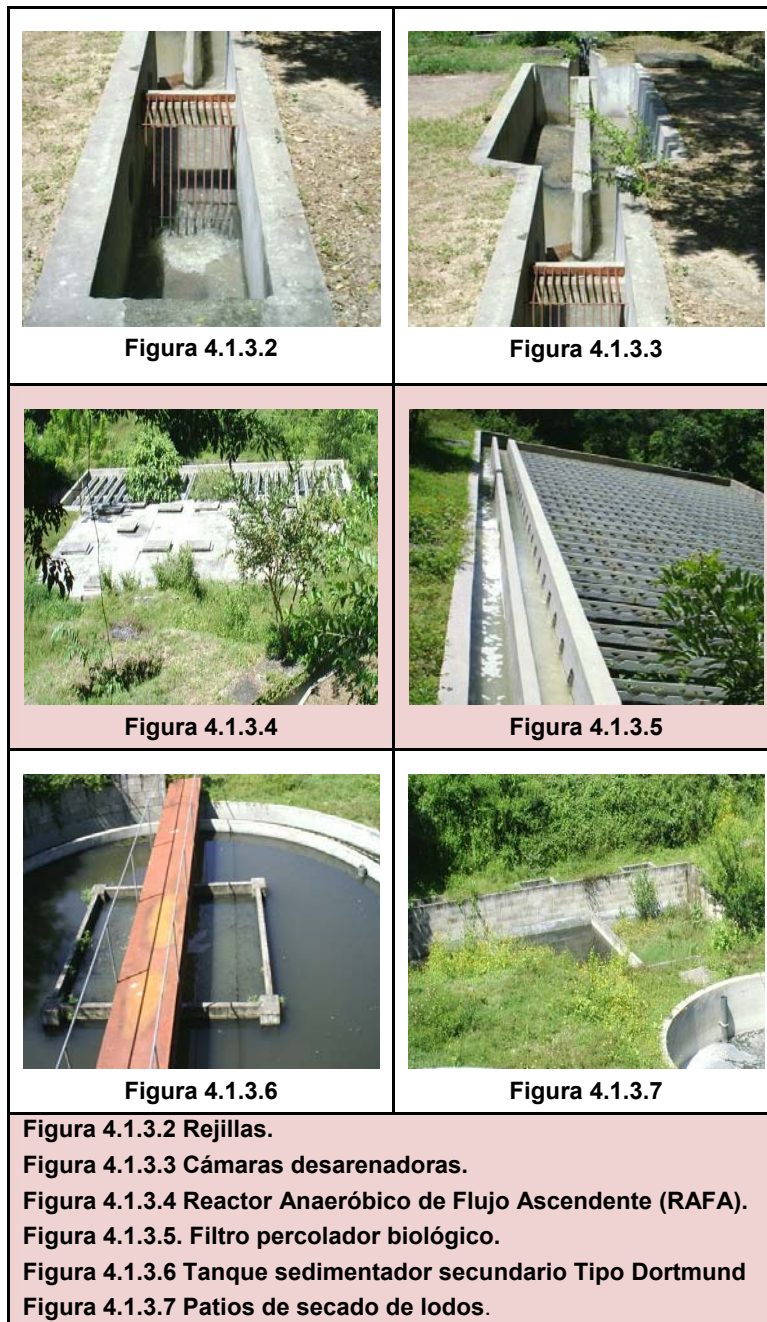 Figura 4.1.3.2
Figura 4.1.3.3
Figura 4.1.3.4
Figura 4.1.3.5
Figura 4.1.3.6
Figura 4.1.3.7
Figura 4.1.3.2 Rejillas.
Figura 4.1.3.3 Cámaras desarenadoras.
Figura 4.1.3.4 Reactor Anaeróbico de Flujo Ascendente (RAFA).
Figura 4.1.3.5. Filtro percolador biológico.
Figura 4.1.3.6 Tanque sedimentador secundario Tipo Dortmund
Figura 4.1.3.7 Patios de secado de lodos.